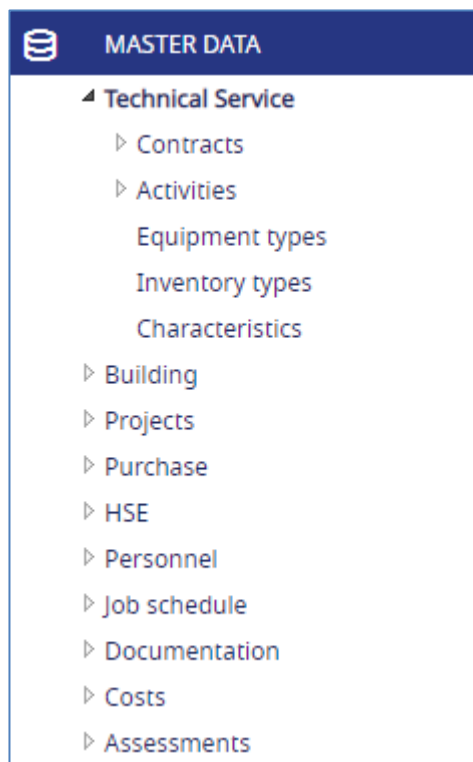 MASTER DATA
Technical Service
Contracts
Activities
Equipment types
Inventory types
Characteristics
Building
Projects
Purchase
HSE
Personnel
Job schedule
Documentation
Costs
Assessments